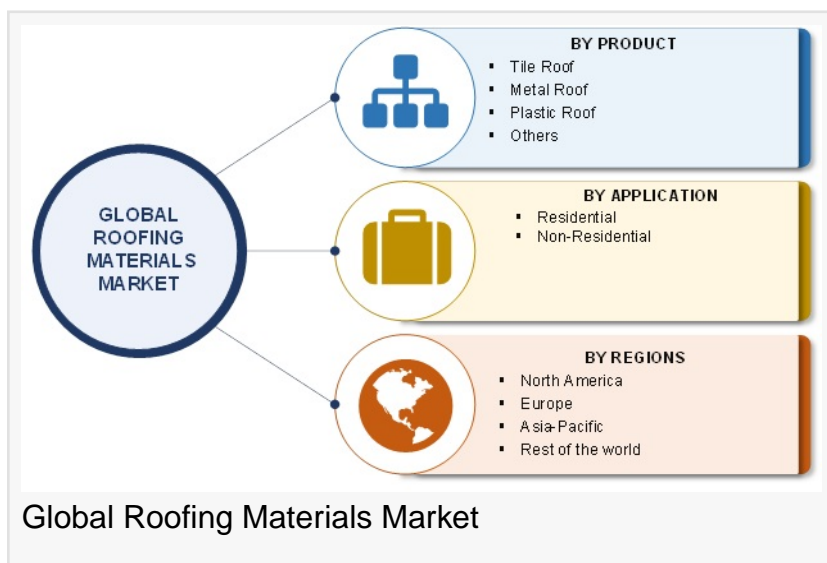 GLOBAL
ROOFING
MATERIALS
MARKET
BY PRODUCT
▪ Tile Roof
▪ Metal Roof
▪ Plastic Roof
▪ Others
BY APPLICATION
▪ Residential
▪ Non-Residential
BY REGIONS
▪ North America
▪ Europe
▪ Asia-Pacific
▪ Rest of the world
Global Roofing Materials Market